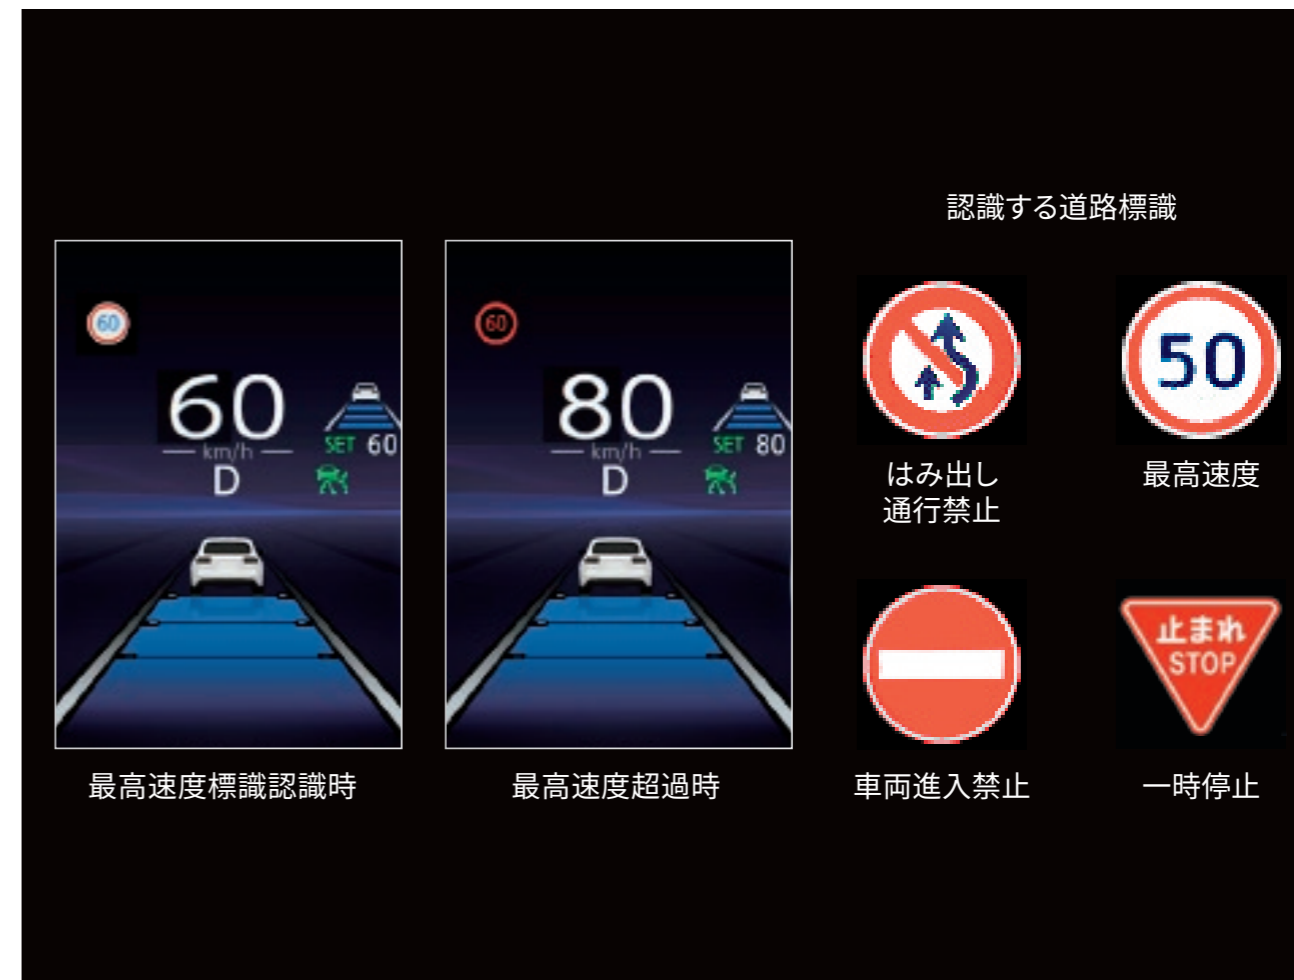 認識する道路標識
60
60
km/h
SET 60
D
最高速度標識認識時
60
80
km/h
SET 80
D
最高速度超過時
はみ出し
通行禁止
50
最高速度
車両進入禁止
止まれ
STOP
一時停止